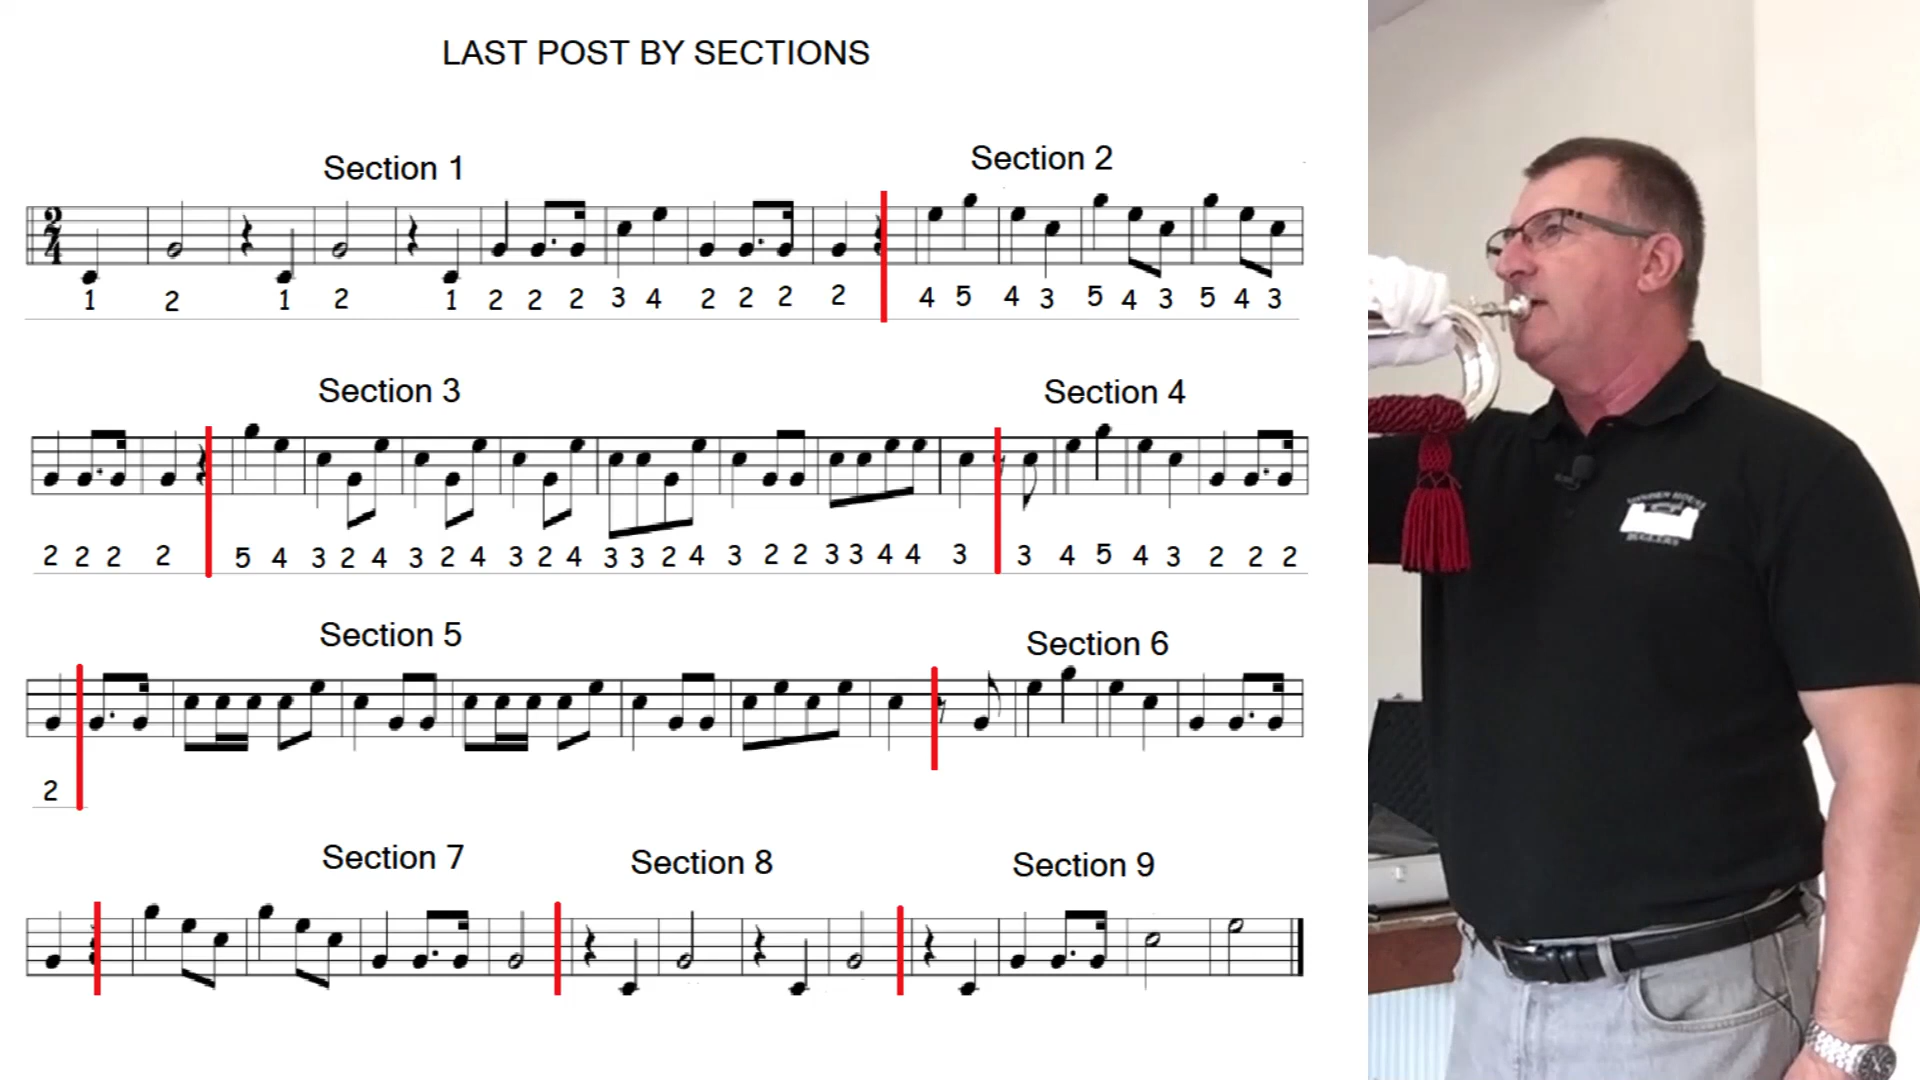 LAST POST BY SECTIONS
Section 1
Section 2
2
4
1 2 1 2 1 2 2 2 3 4 2 2 2 2 4 5 4 3 5 4 3 5 4 3
Section 3
Section 4
2 2 2 2 5 4 3 2 4 3 2 4 3 2 4 3 3 2 4 3 2 2 3 3 4 4 3 3 4 5 4 3 2 2 2
Section 5
Section 6
2
Section 7
Section 8
Section 9
BUGLERS